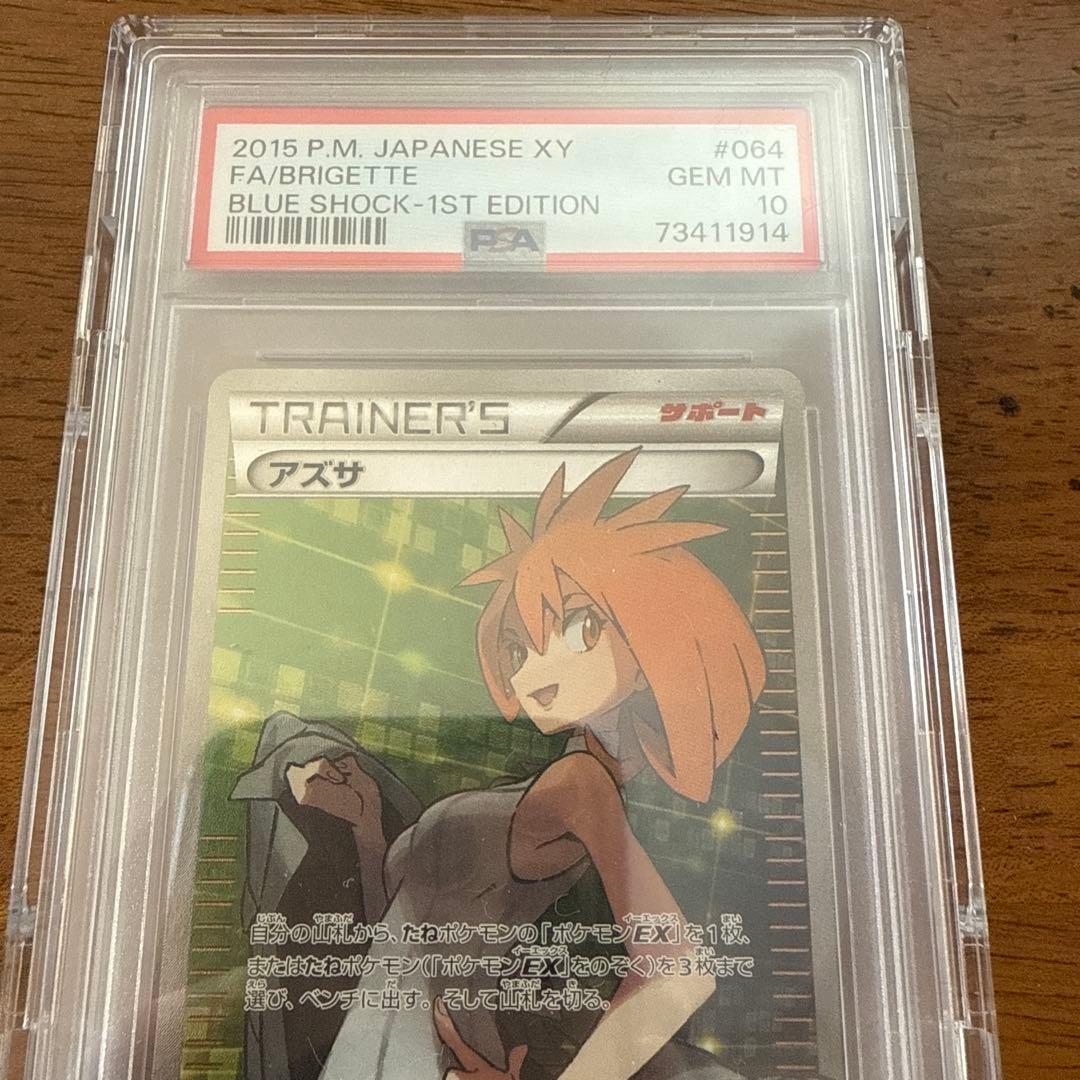 2015 P.M. JAPANESE XY #064
FA/BRIGETTE GEM MT
BLUE SHOCK-1ST EDITION 10
PSA 73411914
TRAINER'S サポート
アズサ
自分の山札から、たねポケモンの「ポケモンEX」を1枚、
またはたねポケモン(「ポケモンEX」をのぞく)を3枚まで
選び、ベンチに出す。そして山札を切る。